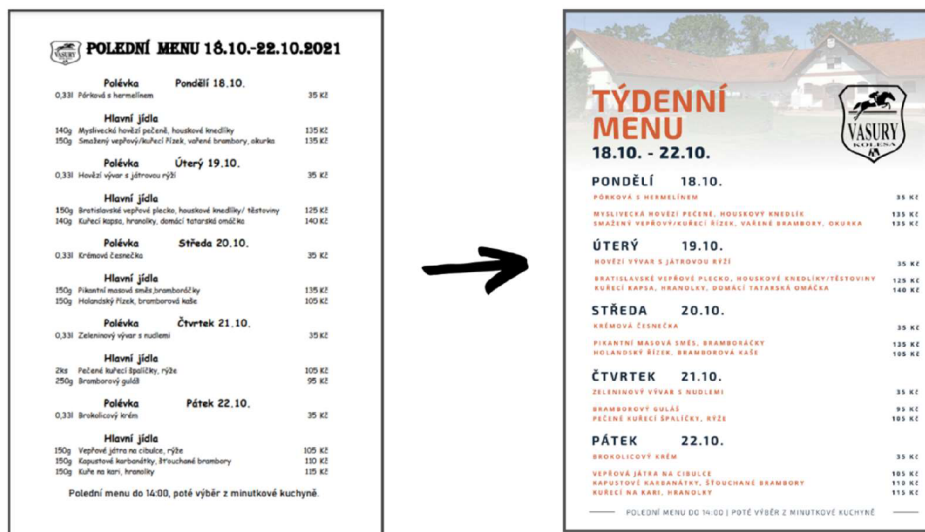 VASURY
POLEDNÍ MENU 18.10.-22.10.2021
Polévka Pondělí 18.10.
0,33l Pórková s hermelínem 35 Kč
Hlavní jídla
140g Myslivecká hovězí pečeně, houskové knedlíky 135 Kč
150g Smažený vepřový/kuřecí řízek, vařené brambory, okurka 135 Kč
Polévka Úterý 19.10.
0,33l Hovězí vývar s játrovou rýží 35 Kč
Hlavní jídla
150g Bratislavské vepřové plecko, houskové knedlíky/ těstoviny 125 Kč
140g Kuřecí kapsa, hranolky, domácí tatarská omáčka 140 Kč
Polévka Středa 20.10.
0,33l Krémová česnečka 35 Kč
Hlavní jídla
150g Pikantní masová směs,bramboráčky 135 Kč
150g Holandský řízek, bramborová kaše 105 Kč
Polévka Čtvrtek 21.10.
0,33l Zeleninový vývar s nudlemi 35 Kč
Hlavní jídla
2ks Pečené kuřecí špalíčky, rýže 105 Kč
250g Bramborový guláš 95 Kč
Polévka Pátek 22.10.
0,33l Brokolicový krém 35 Kč
Hlavní jídla
150g Vepřové játra na cibulce, rýže 105 Kč
150g Kapustové karbanátky, šťouchané brambory 110 Kč
150g Kuře na kari, hranolky 115 Kč
Polední menu do 14:00, poté výběr z minutkové kuchyně.
TÝDENNÍ
MENU
18.10. - 22.10.
VASURY
KOLESA
PONDĚLÍ 18.10.
PÓRKOVÁ S HERMELÍNEM 35 Kč
MYSLIVECKÁ HOVĚZÍ PEČENĚ, HOUSKOVÝ KNEDLÍK 135 Kč
SMAŽENÝ VEPŘOVÝ/KUŘECÍ ŘÍZEK, VAŘENÉ BRAMBORY, OKURKA 135 Kč
ÚTERÝ 19.10.
HOVĚZÍ VÝVAR S JÁTROVOU RÝŽÍ 35 Kč
BRATISLAVSKÉ VEPŘOVÉ PLECKO, HOUSKOVÉ KNEDLÍKY/TĚSTOVINY 125 Kč
KUŘECÍ KAPSA, HRANOLKY, DOMÁCÍ TATARSKÁ OMÁČKA 140 Kč
STŘEDA 20.10.
KRÉMOVÁ ČESNEČKA 35 Kč
PIKANTNÍ MASOVÁ SMĚS, BRAMBORÁČKY 135 Kč
HOLANDSKÝ ŘÍZEK, BRAMBOROVÁ KAŠE 105 Kč
ČTVRTEK 21.10.
ZELENINOVÝ VÝVAR S NUDLEMI 35 Kč
BRAMBOROVÝ GULÁŠ 95 Kč
PEČENÉ KUŘECÍ ŠPALÍČKY, RÝŽE 105 Kč
PÁTEK 22.10.
BROKOLICOVÝ KRÉM 35 Kč
VEPŘOVÁ JÁTRA NA CIBULCE 105 Kč
KAPUSTOVÉ KARBANÁTKY, ŠŤOUCHANÉ BRAMBORY 110 Kč
KUŘECÍ NA KARI, HRANOLKY 115 Kč
POLEDNÍ MENU DO 14:00 | POTÉ VÝBĚR Z MINUTKOVÉ KUCHYNĚ